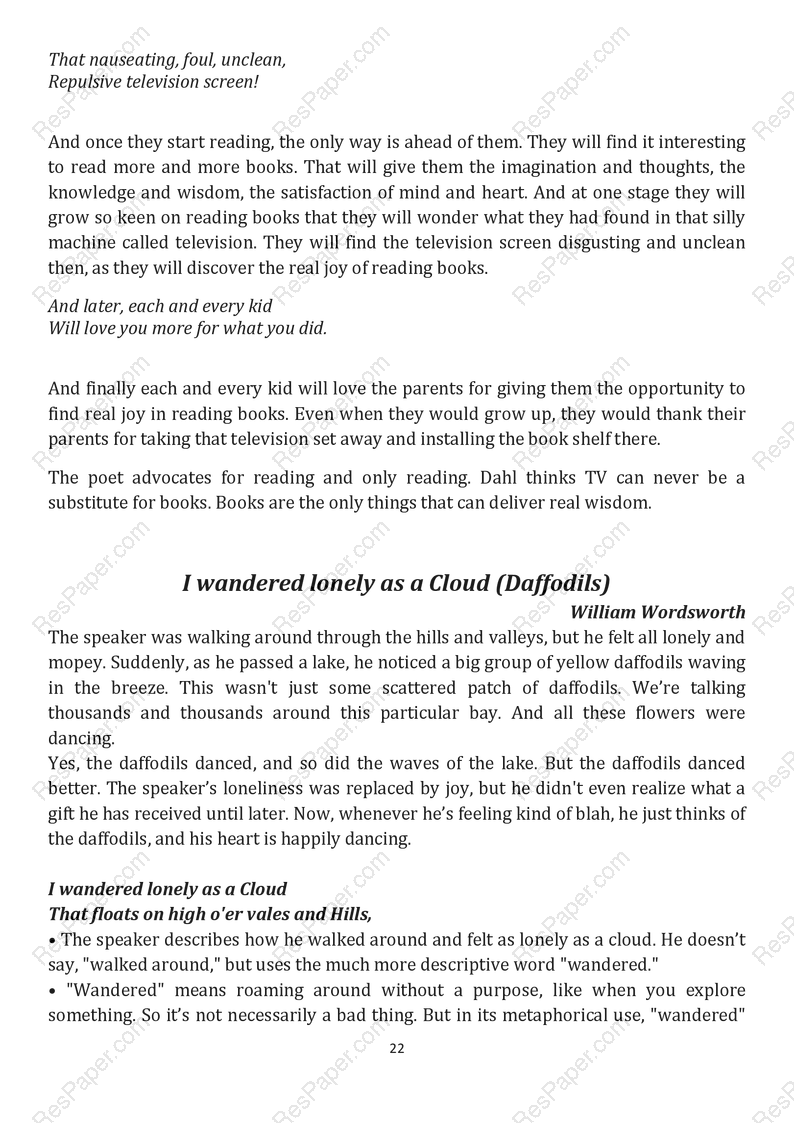 That nauseating, foul, unclean,
Repulsive television screen!
And once they start reading, the only way is ahead of them. They will find it interesting
to read more and more books. That will give them the imagination and thoughts, the
knowledge and wisdom, the satisfaction of mind and heart. And at one stage they will
grow so keen on reading books that they will wonder what they had found in that silly
machine called television. They will find the television screen disgusting and unclean
then, as they will discover the real joy of reading books.
And later, each and every kid
Will love you more for what you did.
And finally each and every kid will love the parents for giving them the opportunity to
find real joy in reading books. Even when they would grow up, they would thank their
parents for taking that television set away and installing the book shelf there.
The poet advocates for reading and only reading. Dahl thinks TV can never be a
substitute for books. Books are the only things that can deliver real wisdom.
I wandered lonely as a Cloud (Daffodils)
William Wordsworth
The speaker was walking around through the hills and valleys, but he felt all lonely and
mopey. Suddenly, as he passed a lake, he noticed a big group of yellow daffodils waving
in the breeze. This wasn't just some scattered patch of daffodils. We’re talking
thousands and thousands around this particular bay. And all these flowers were
dancing.
Yes, the daffodils danced, and so did the waves of the lake. But the daffodils danced
better. The speaker’s loneliness was replaced by joy, but he didn't even realize what a
gift he has received until later. Now, whenever he’s feeling kind of blah, he just thinks of
the daffodils, and his heart is happily dancing.
I wandered lonely as a Cloud
That floats on high o'er vales and Hills,
• The speaker describes how he walked around and felt as lonely as a cloud. He doesn’t
say, "walked around," but uses the much more descriptive word "wandered."
• "Wandered" means roaming around without a purpose, like when you explore
something. So it’s not necessarily a bad thing. But in its metaphorical use, "wandered"
22